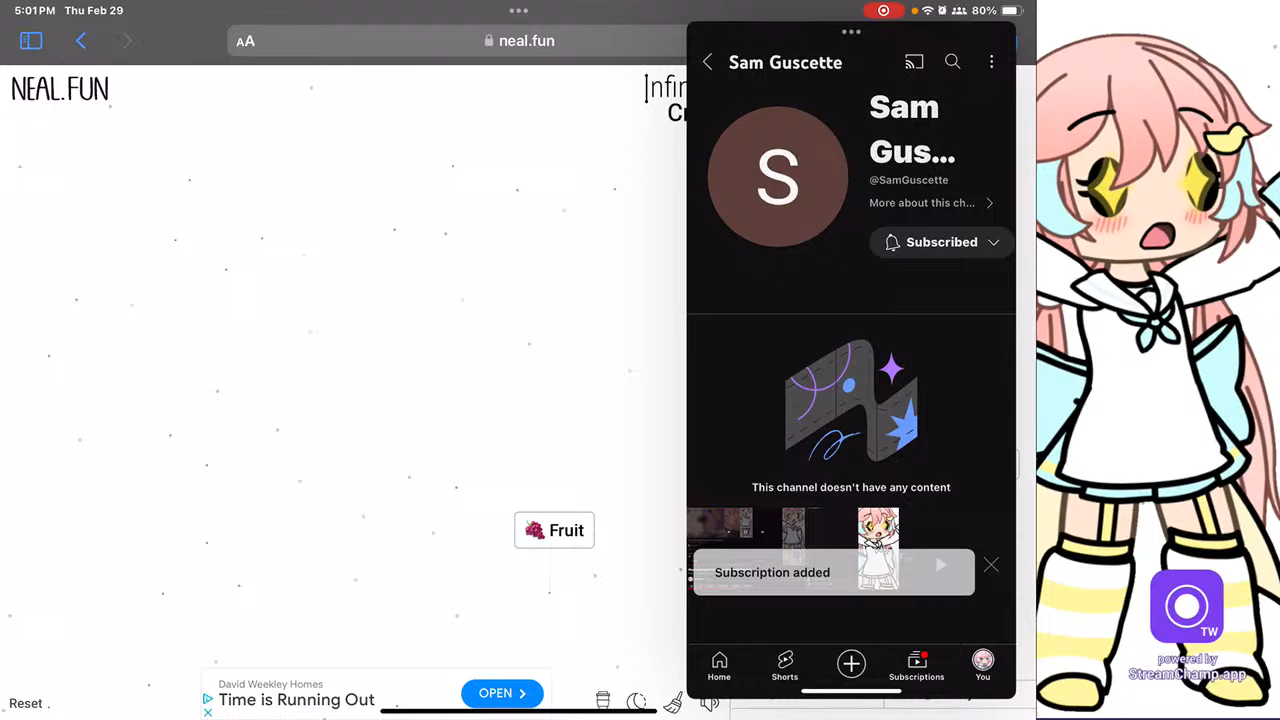 5:01 PM Thu Feb 29
80%
AA
neal.fun
NEAL.FUN
Infin
Cr
Sam Guscette
S
Sam
Gus...
@SamGuscette
More about this ch...
Subscribed
This channel doesn't have any content
🍇 Fruit
Subscription added
Home
Shorts
Subscriptions
You
David Weekley Homes
Time is Running Out
OPEN
Reset
TW
powered by
StreamChamp.app